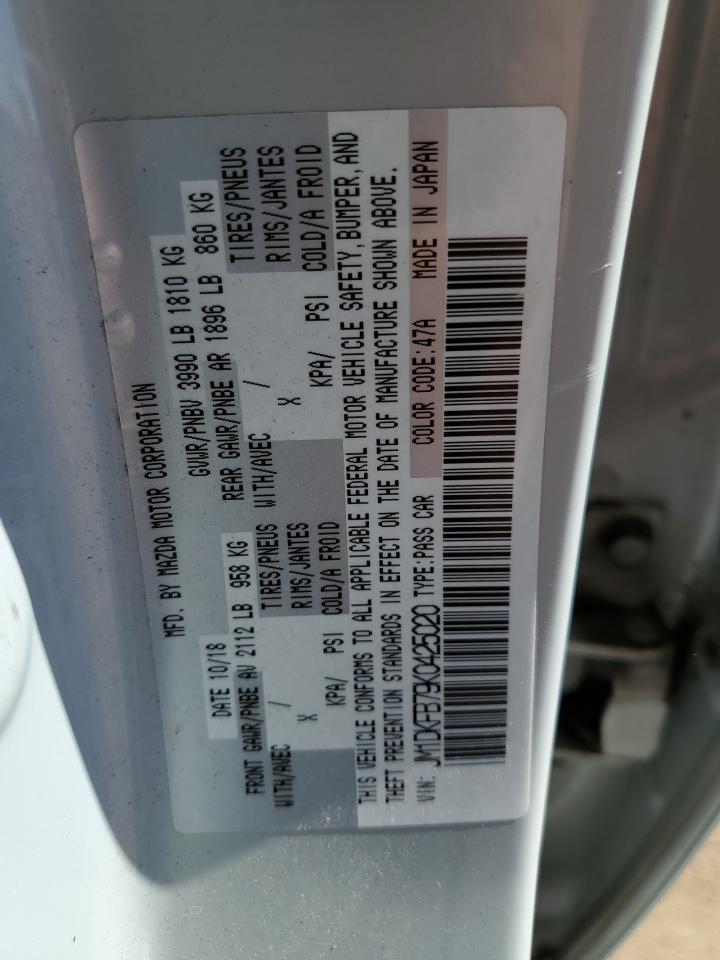 MFD. BY MAZDA MOTOR CORPORATION
DATE 10/18 GVWR/PNBV 3990 LB 1810 KG
FRONT GAWR/PNBE AV 2112 LB 958 KG REAR GAWR/PNBE AR 1896 LB 860 KG
WITH/AVEC / TIRES/PNEUS WITH/AVEC / TIRES/PNEUS
X RIMS/JANTES X RIMS/JANTES
KPA/ PSI COLD/A FROID KPA/ PSI COLD/A FROID
THIS VEHICLE CONFORMS TO ALL APPLICABLE FEDERAL MOTOR VEHICLE SAFETY, BUMPER, AND
THEFT PREVENTION STANDARDS IN EFFECT ON THE DATE OF MANUFACTURE SHOWN ABOVE.
VIN: JM1DKFB79K0425020 TYPE:PASS CAR COLOR CODE:47A MADE IN JAPAN